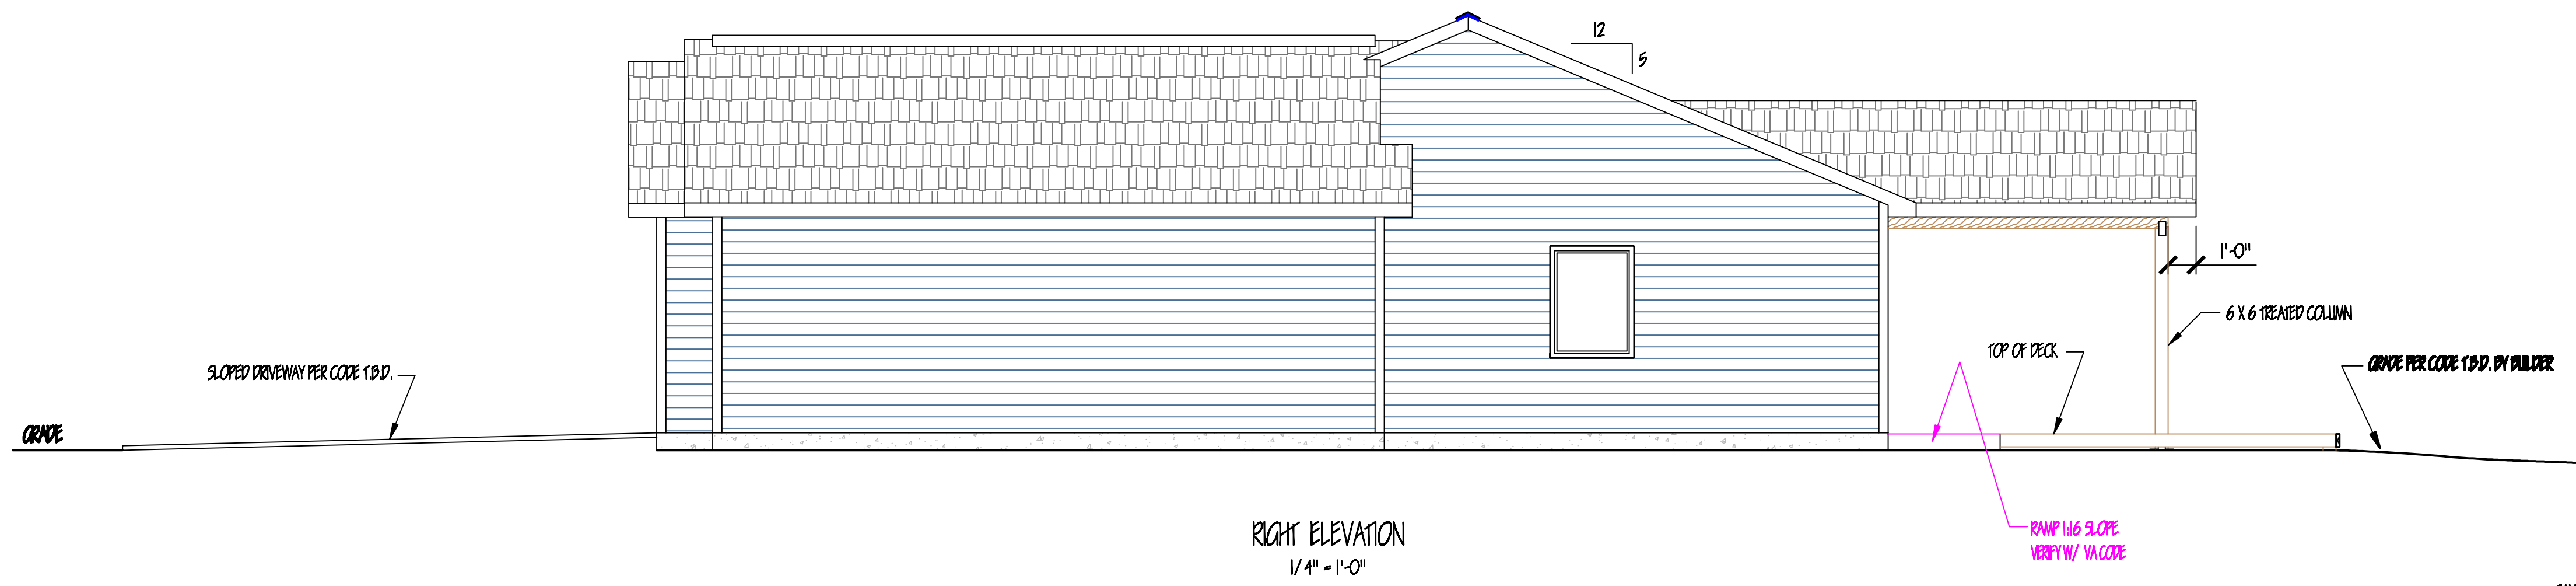 12
5
1'-0"
6 X 6 TREATED COLUMN
TOP OF DECK
GRADE PER CODE T.B.D. BY BUILDER
SLOPED DRIVEWAY PER CODE T.B.D.
GRADE
RAMP 1:16 SLOPE
VERIFY W/ VA CODE
RIGHT ELEVATION
1/4" = 1'-0"